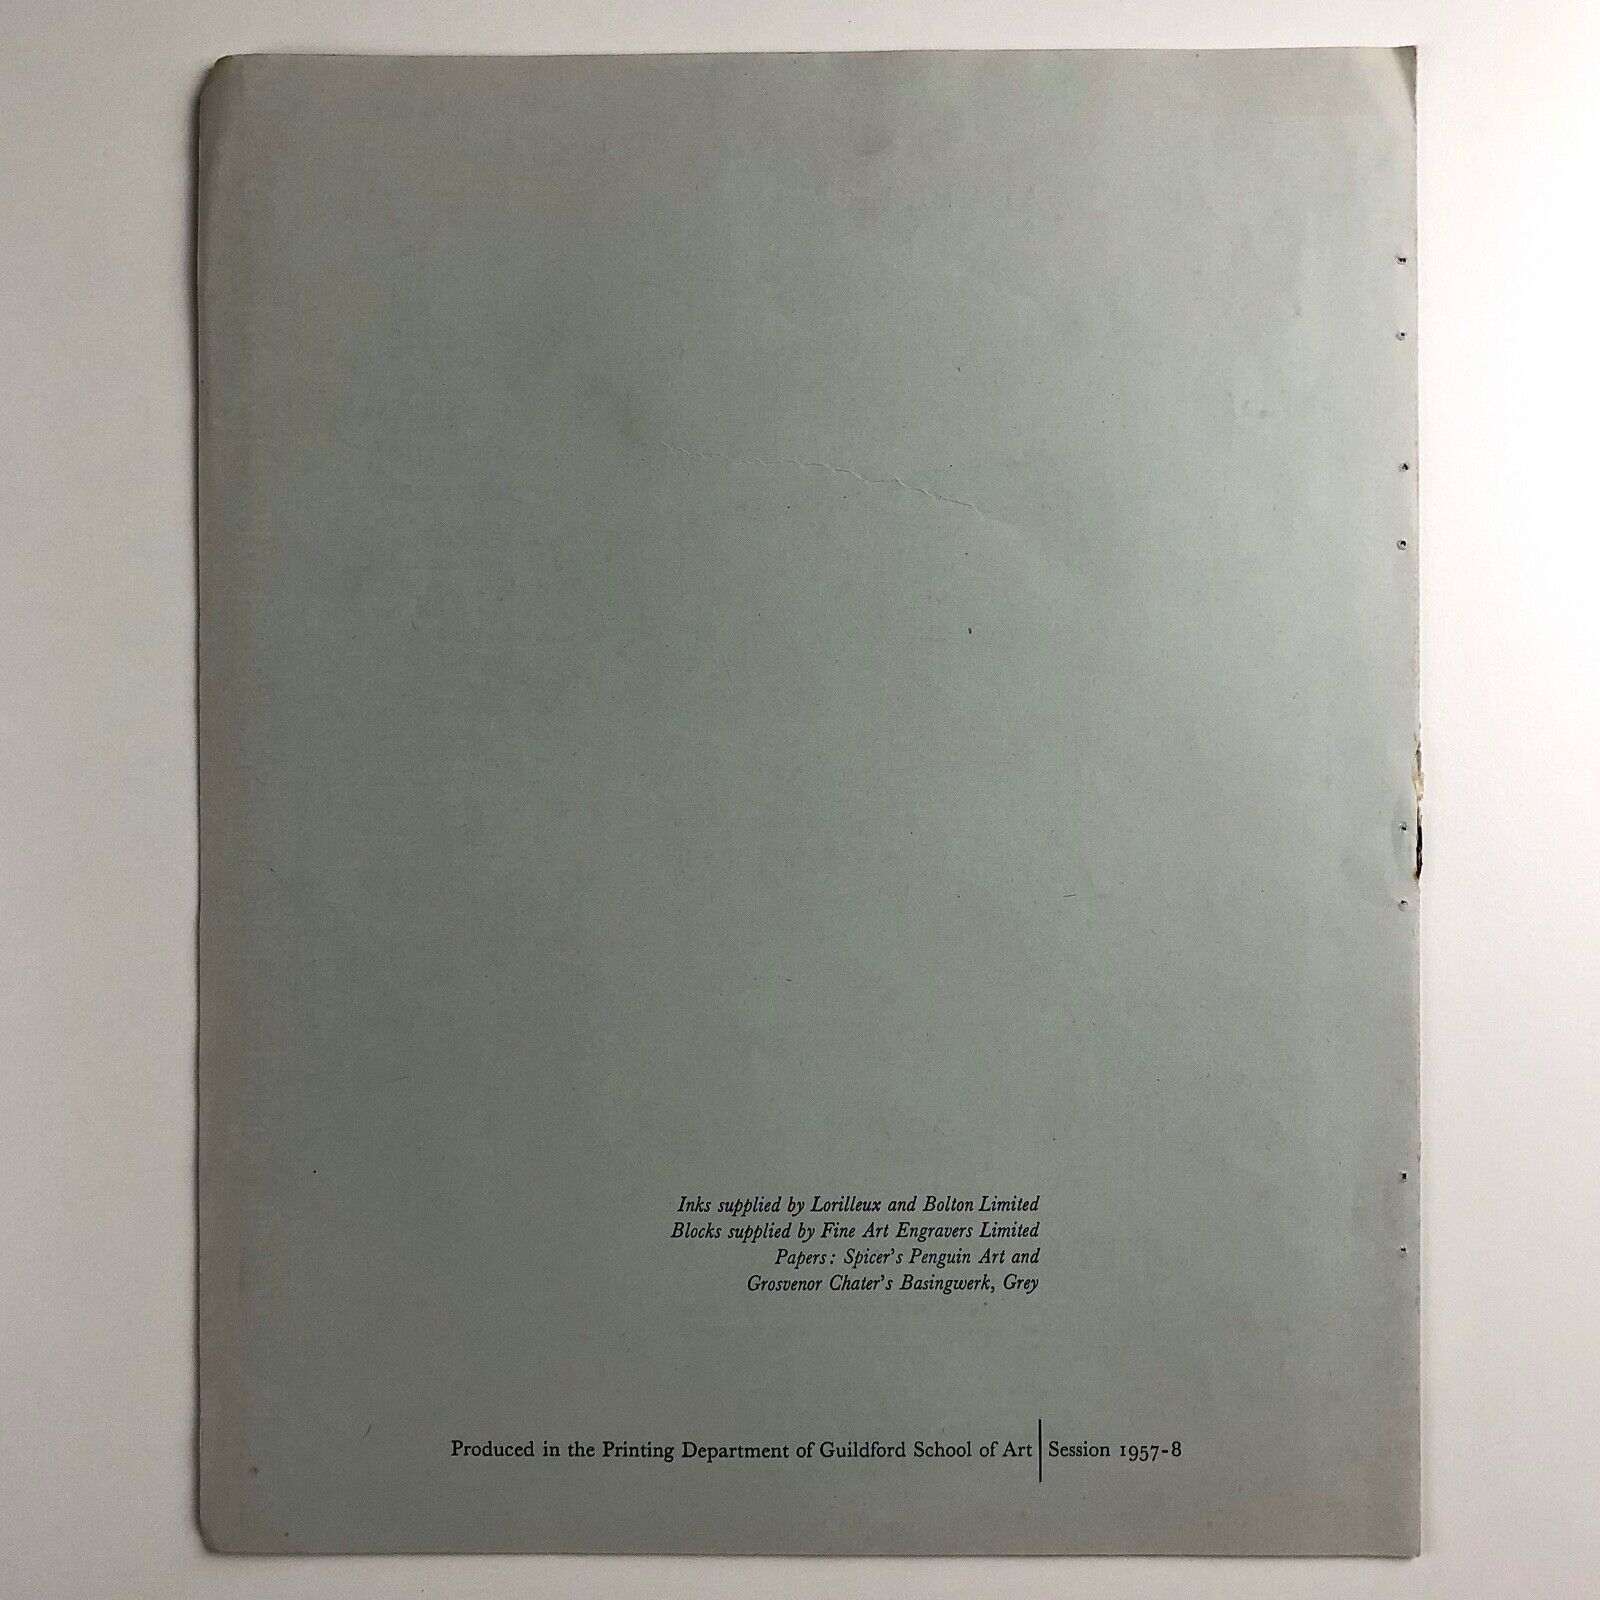 Inks supplied by Lorilleux and Bolton Limited
Blocks supplied by Fine Art Engravers Limited
Papers: Spicer's Penguin Art and
Grosvenor Chater's Basingwerk, Grey
Produced in the Printing Department of Guildford School of Art | Session 1957-8